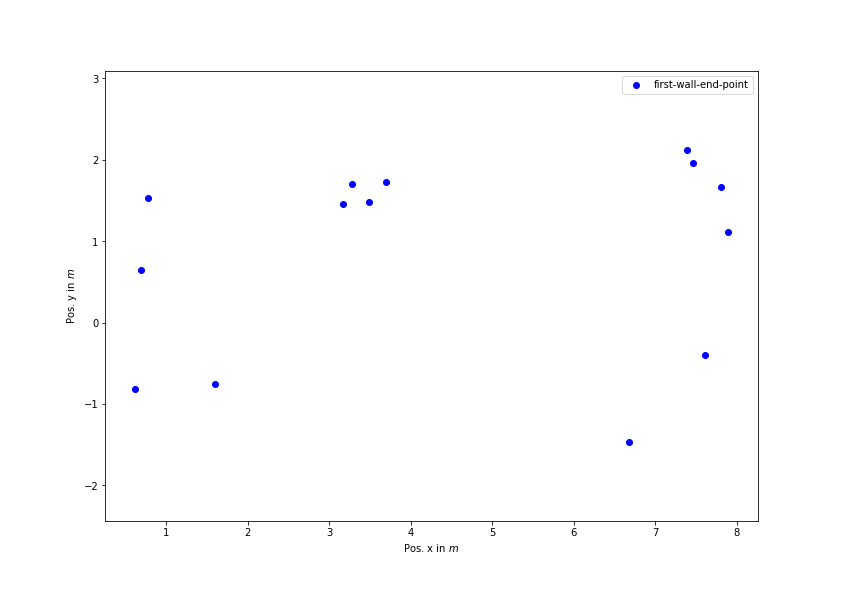 first-wall-end-point
3
2
1
0
−1
−2
Pos. y in m
1 2 3 4 5 6 7 8
Pos. x in m